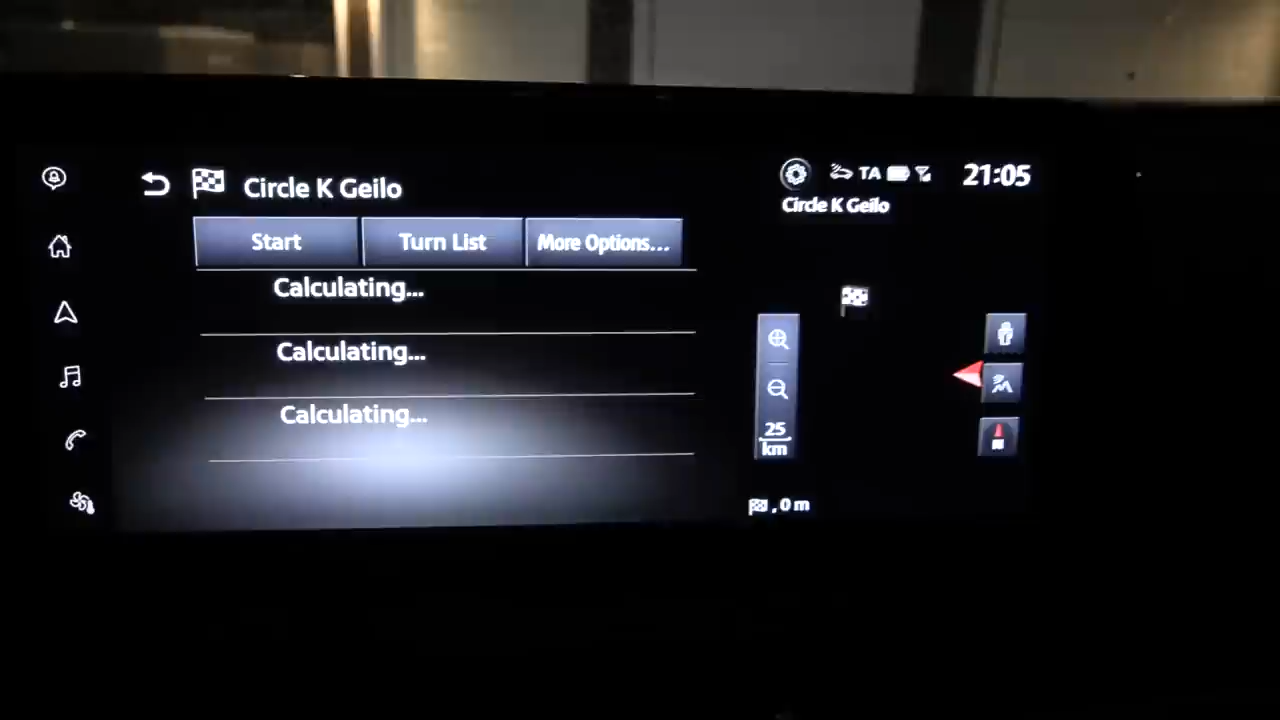 Circle K Geilo
Start
Turn List
More Options...
Calculating...
Calculating...
Calculating...
TA
21:05
Circle K Geilo
25
km
, 0 m